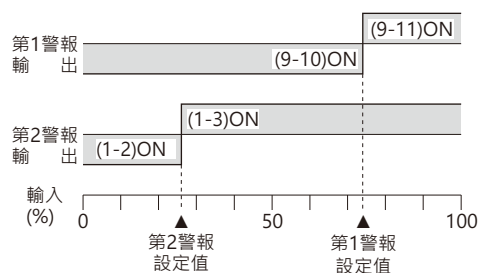 (9-11)ON
第1警報
輸 出
(9-10)ON
(1-3)ON
第2警報
輸 出
(1-2)ON
輸入
(%)
0 50 100
第2警報
設定值
第1警報
設定值